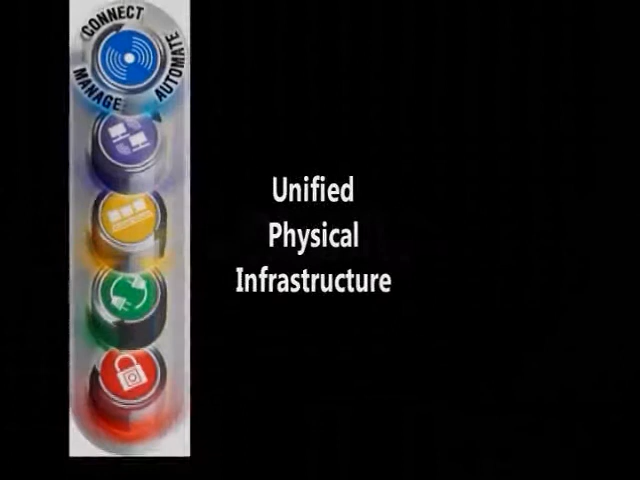 CONNECT
AUTOMATE
MANAGE
Unified
Physical
Infrastructure